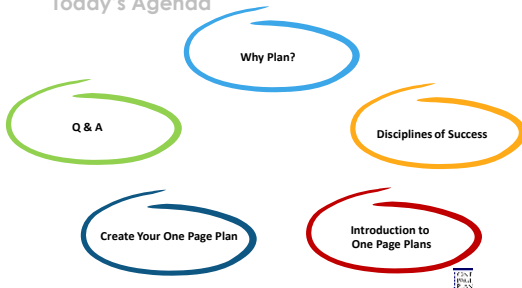 Today's Agenda
Why Plan?
Disciplines of Success
Introduction to
One Page Plans
Create Your One Page Plan
Q & A